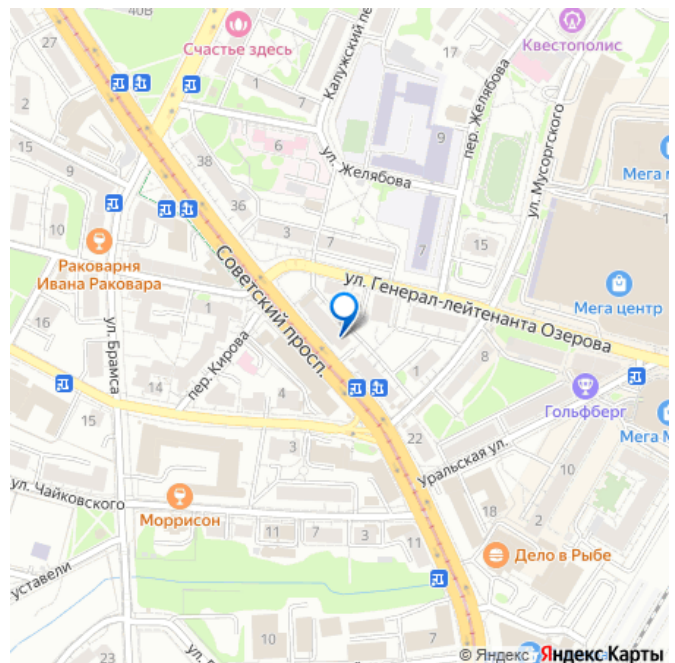 40В
27
Счастье здесь
Калужский пе
17
Квестополис
2
1
7
15
9
38
6
ул. Желябова
9
пер. Желябова
ул. Мусоргского
Мега м
10
36
3
7
7
15
Раковарня
Ивана Раковара
Советский просп.
ул. Генерал-лейтенанта Озерова
Мега центр
16
1
ул. Брамса
пер. Кирова
14
4
1
8
Гольфберг
15
3
22
Мега М
Уральская ул.
10
ул. Чайковского
Моррисон
11
7
3
11
18
2
Дело в Рыбе
уставели
10
7
23
ул. 
© Яндекс Яндекс Карты